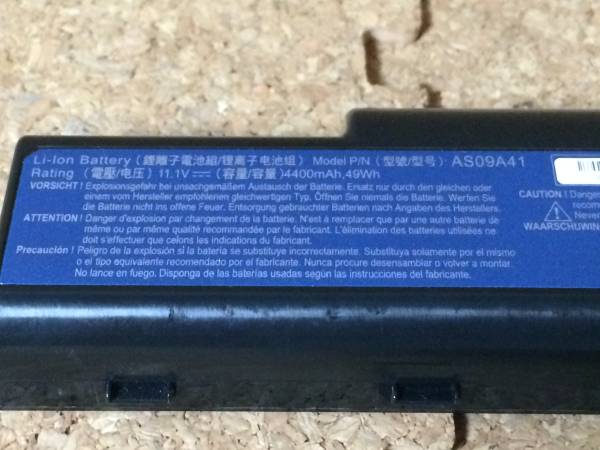 Li-Ion Battery (鋰離子電池組/锂离子电池组) Model P/N (型號/型号): AS09A41
Rating (電壓/电压) 11.1V⎓ (容量/容量) 4400mAh,49Wh
VORSICHT! Explosionsgefahr bei unsachgemäßem Austausch der Batterie. Ersatz nur durch den gleichen oder
einem vom Hersteller empfohlenen gleichwertigen Typ. Öffnen Sie niemals die Batterie. Werfen Sie
die Batterie nicht ins Feuer. Entsorgung gebrauchter Batterien nach Angaben des Herstellers.
ATTENTION! Danger d'explosion par changement de la batterie. N'est à remplacer que par une autre batterie de
même ou par même qualité recommandée par le fabricant. L'élimination des batteries utilisées ne
doit s'effectuer que celon les indications du fabricant.
Precaución! Peligro de la explosión si la batería se substituye incorrectamente. Substituya solamente por el mismo
o el tipo equivalente recomendado por el fabricante. Nunca procure desensamblar o volver a montar.
No lance en fuego. Disponga de las baterías usadas según las instrucciones del fabricante.
CAUTION! Dange
recom
Never
WAARSCHUWIN